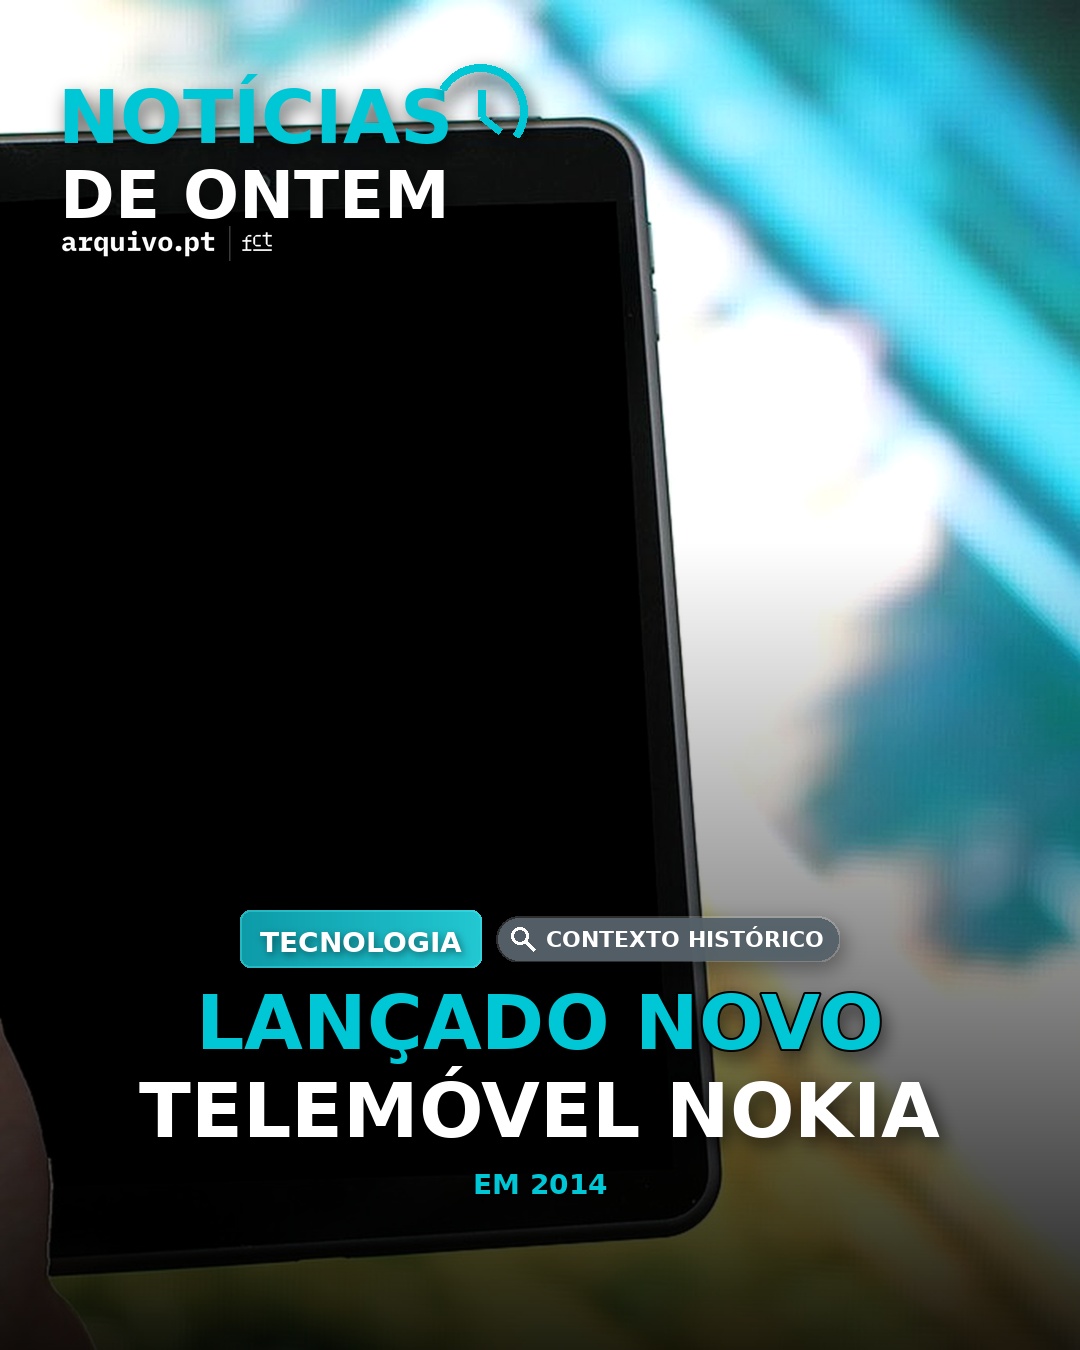 NOTÍCIAS
DE ONTEM
arquivo.pt | fct
TECNOLOGIA
CONTEXTO HISTÓRICO
LANÇADO NOVO
TELEMÓVEL NOKIA
EM 2014